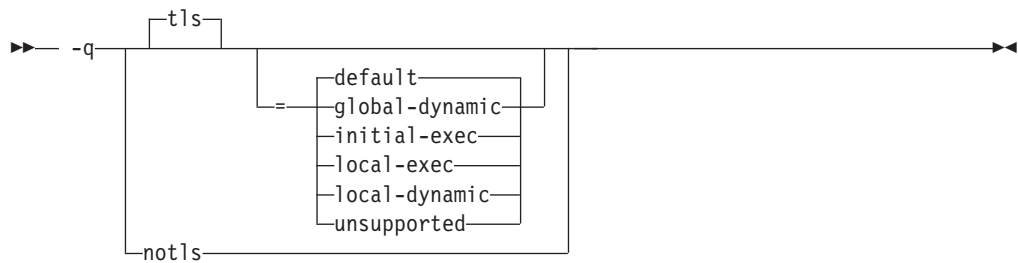 tls
-q
default
= global-dynamic
initial-exec
local-exec
local-dynamic
unsupported
notls